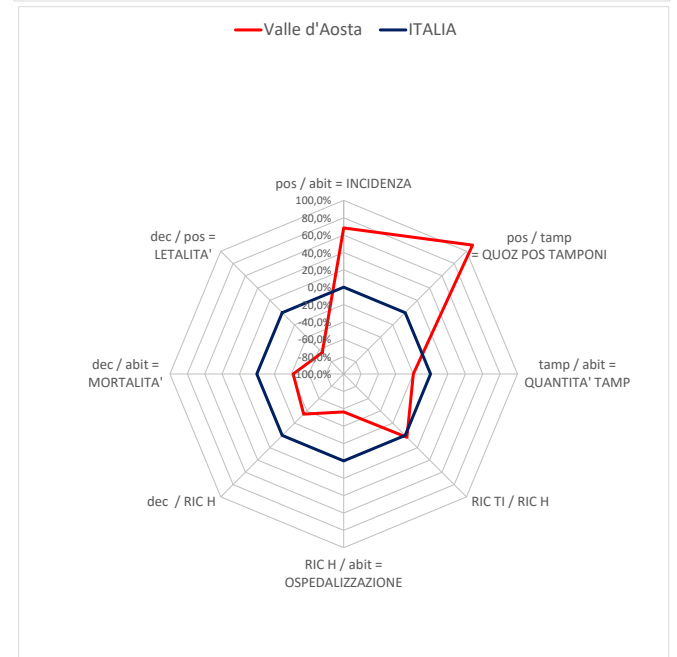 Valle d'Aosta ITALIA
pos / abit = INCIDENZA
100,0%
80,0%
60,0%
40,0%
20,0%
0,0%
-20,0%
-40,0%
-60,0%
-80,0%
-100,0%
pos / tamp
= QUOZ POS TAMPONI
tamp / abit =
QUANTITA' TAMP
RIC TI / RIC H
RIC H / abit =
OSPEDALIZZAZIONE
dec / RIC H
dec / abit =
MORTALITA'
dec / pos =
LETALITA'